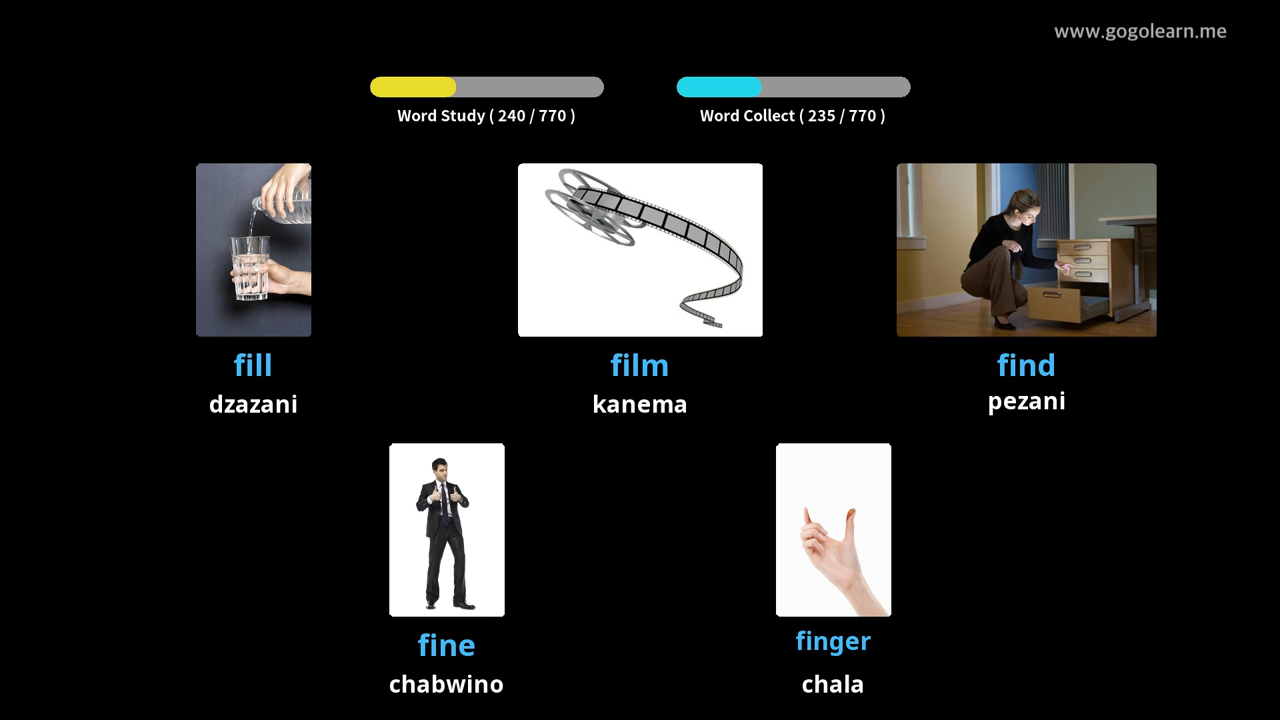 www.gogolearn.me
Word Study ( 240 / 770 )
Word Collect ( 235 / 770 )
fill
dzazani
film
kanema
find
pezani
fine
chabwino
finger
chala